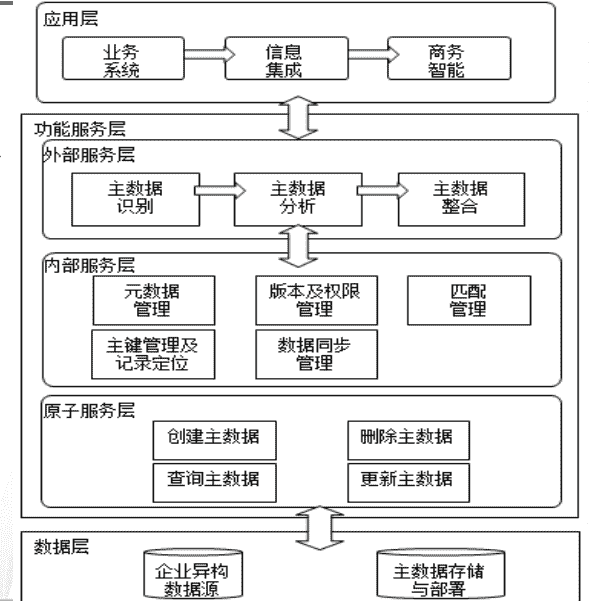 应用层
业务
系统
信息
集成
商务
智能
功能服务层
外部服务层
主数据
识别
主数据
分析
主数据
整合
内部服务层
元数据
管理
版本及权限
管理
匹配
管理
主键管理及
记录定位
数据同步
管理
原子服务层
创建主数据
删除主数据
查询主数据
更新主数据
数据层
企业异构
数据源
主数据存储
与部署